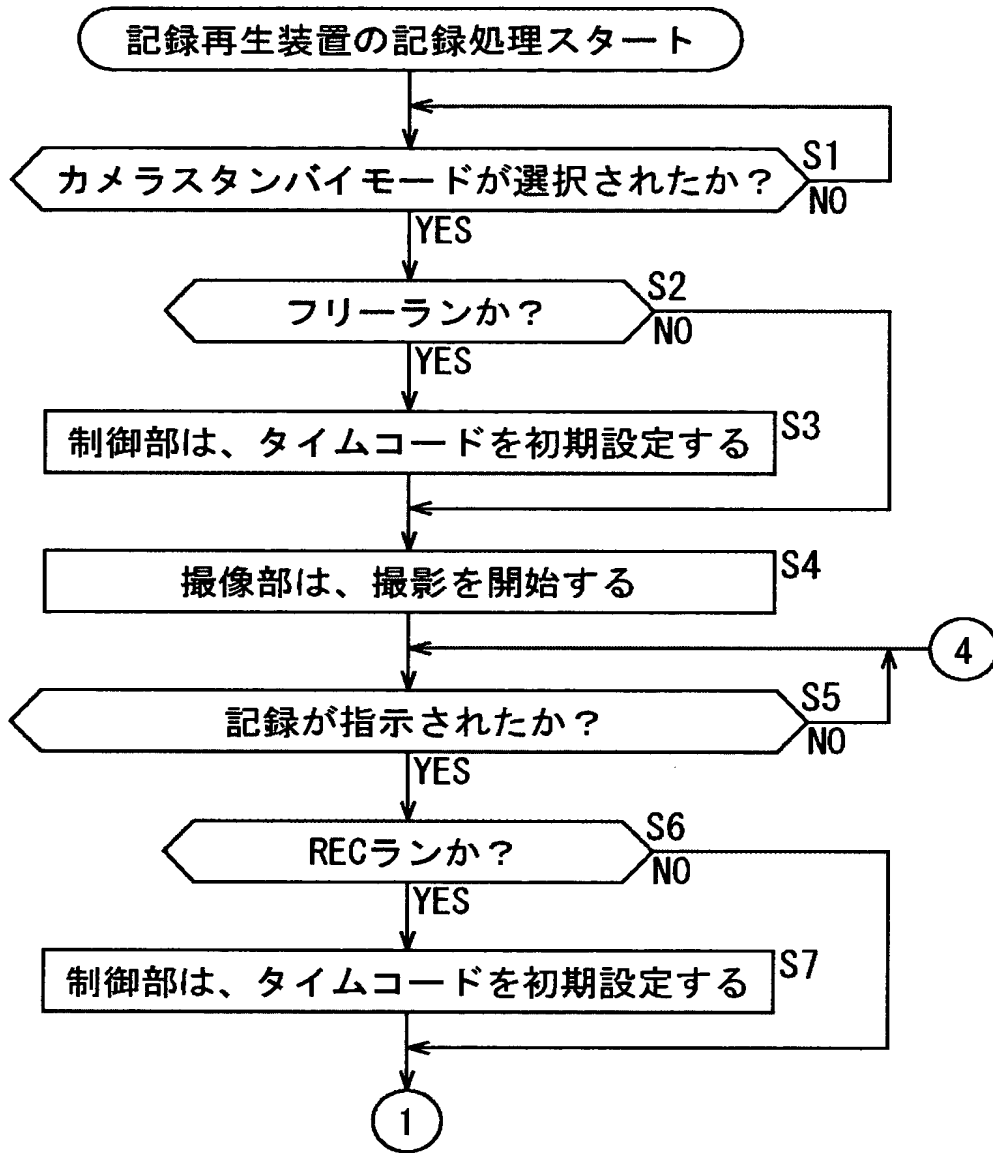 記録再生装置の記録処理スタート
カメラスタンバイモードが選択されたか？
S1
NO
YES
フリーランか？
S2
NO
YES
制御部は、タイムコードを初期設定する
S3
撮像部は、撮影を開始する
S4
4
記録が指示されたか？
S5
NO
YES
RECランか？
S6
NO
YES
制御部は、タイムコードを初期設定する
S7
1